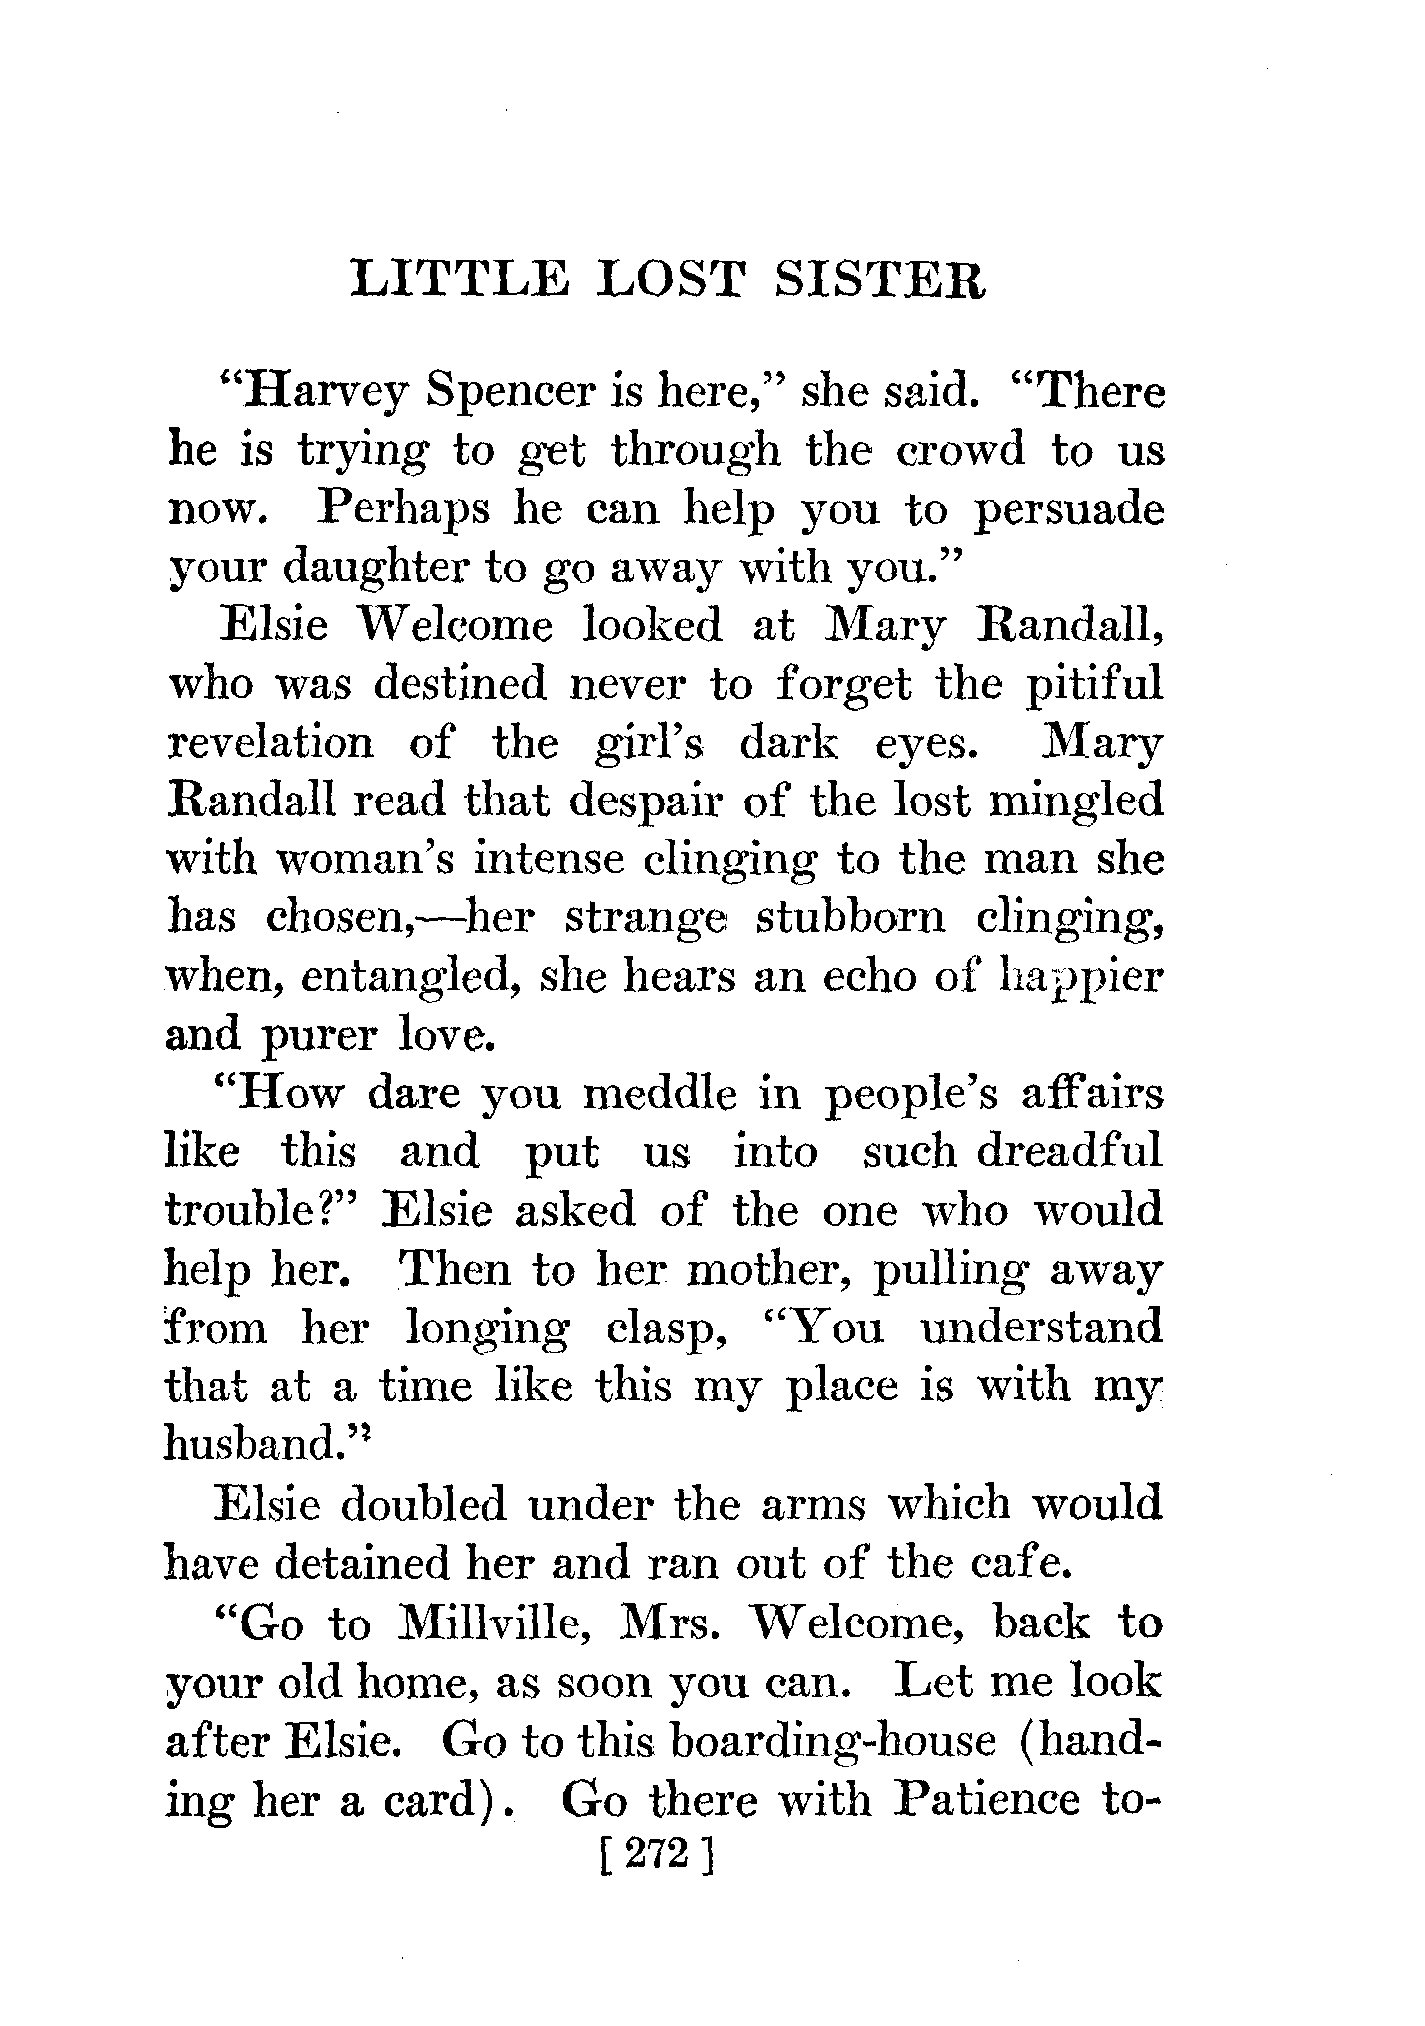 LITTLE LOST SISTER
“Harvey Spencer is here,” she said. “There
he is trying to get through the crowd to us
now. Perhaps he can help you to persuade
your daughter to go away with you.”
Elsie Welcome looked at Mary Randall,
who was destined never to forget the pitiful
revelation of the girl’s dark eyes. Mary
Randall read that despair of the lost mingled
with woman’s intense clinging to the man she
has chosen,—her strange stubborn clinging,
when, entangled, she hears an echo of happier
and purer love.
“How dare you meddle in people’s affairs
like this and put us into such dreadful
trouble?” Elsie asked of the one who would
help her. Then to her mother, pulling away
from her longing clasp, “You understand
that at a time like this my place is with my
husband.”
Elsie doubled under the arms which would
have detained her and ran out of the cafe.
“Go to Millville, Mrs. Welcome, back to
your old home, as soon you can. Let me look
after Elsie. Go to this boarding-house (hand-
ing her a card). Go there with Patience to-
[ 272 ]